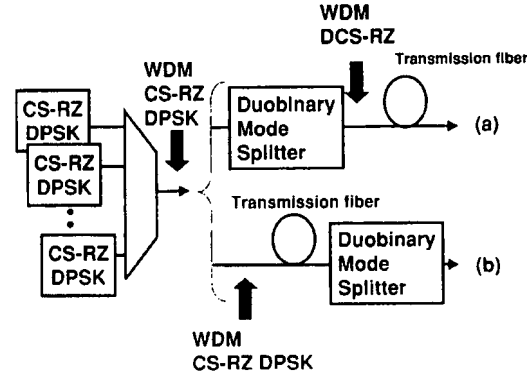 WDM
DCS-RZ
Transmission fiber
WDM
CS-RZ
DPSK
CS-RZ
DPSK
CS-RZ
DPSK
CS-RZ
DPSK
Duobinary
Mode
Splitter
(a)
Transmission fiber
Duobinary
Mode
Splitter
(b)
WDM
CS-RZ DPSK